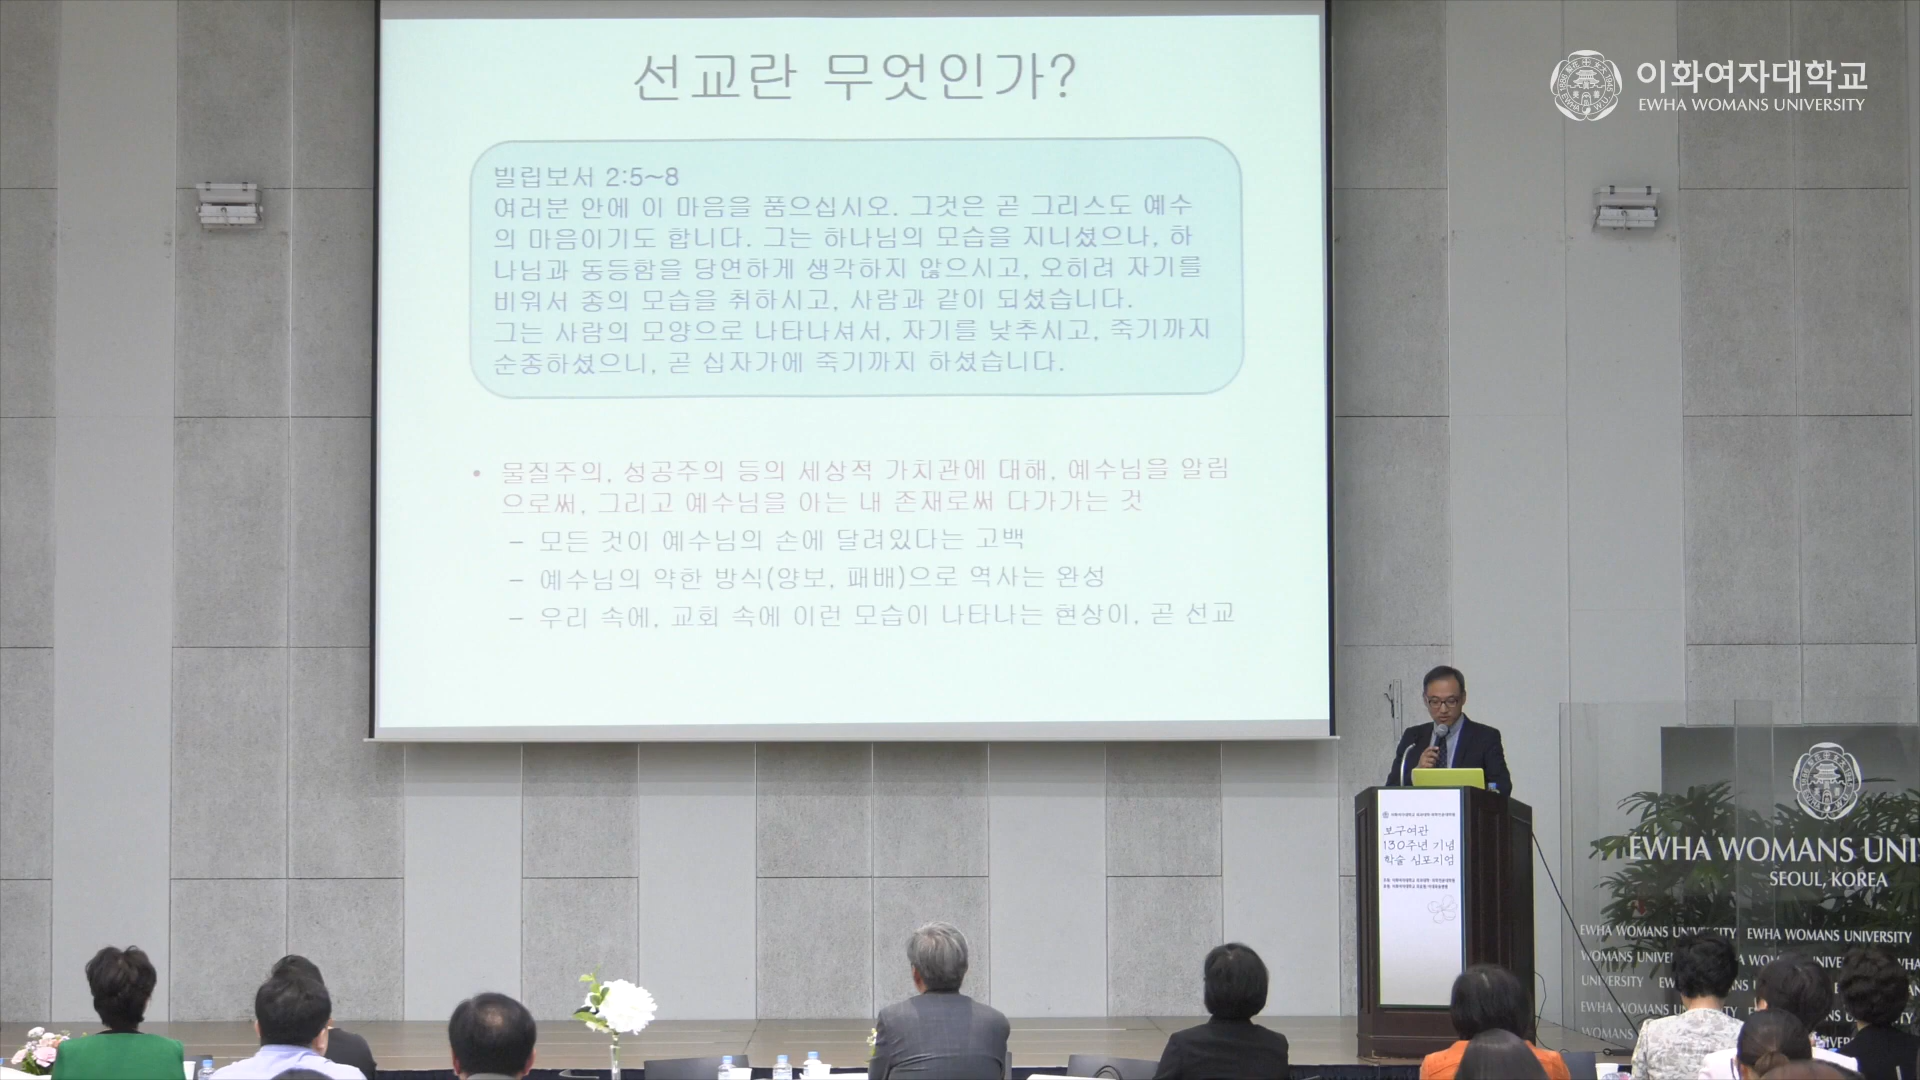 선교란 무엇인가?
빌립보서 2:5~8
여러분 안에 이 마음을 품으십시오. 그것은 곧 그리스도 예수
의 마음이기도 합니다. 그는 하나님의 모습을 지니셨으나, 하
나님과 동등함을 당연하게 생각하지 않으시고, 오히려 자기를
비워서 종의 모습을 취하시고, 사람과 같이 되셨습니다.
그는 사람의 모양으로 나타나셔서, 자기를 낮추시고, 죽기까지
순종하셨으니, 곧 십자가에 죽기까지 하셨습니다.
• 물질주의, 성공주의 등의 세상적 가치관에 대해, 예수님을 알림
으로써, 그리고 예수님을 아는 내 존재로써 다가가는 것
– 모든 것이 예수님의 손에 달려있다는 고백
– 예수님의 약한 방식(양보, 패배)으로 역사는 완성
– 우리 속에, 교회 속에 이런 모습이 나타나는 현상이, 곧 선교
이화여자대학교
EWHA WOMANS UNIVERSITY
보구여관
130주년 기념
학술 심포지엄
EWHA WOMANS UNI
SEOUL, KOREA
EWHA WOMANS UNIVERSITY EWHA WOMANS UNIVERSITY
WOMANS
UNIVERSITY
EWHA WOMANS
WOMANS